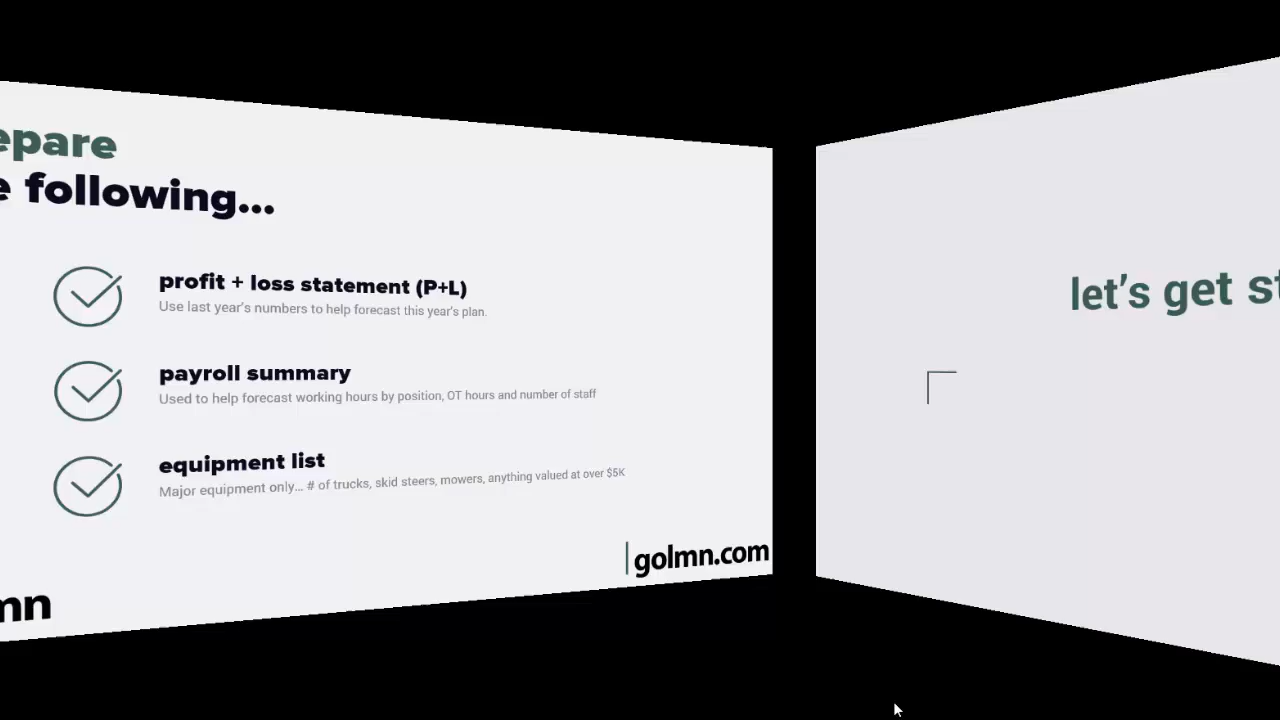 epare
e following...
profit + loss statement (P+L)
Use last year's numbers to help forecast this year's plan.
payroll summary
Used to help forecast working hours by position, OT hours and number of staff
equipment list
Major equipment only... # of trucks, skid steers, mowers, anything valued at over $5K
golmn.com
mn
let's get st